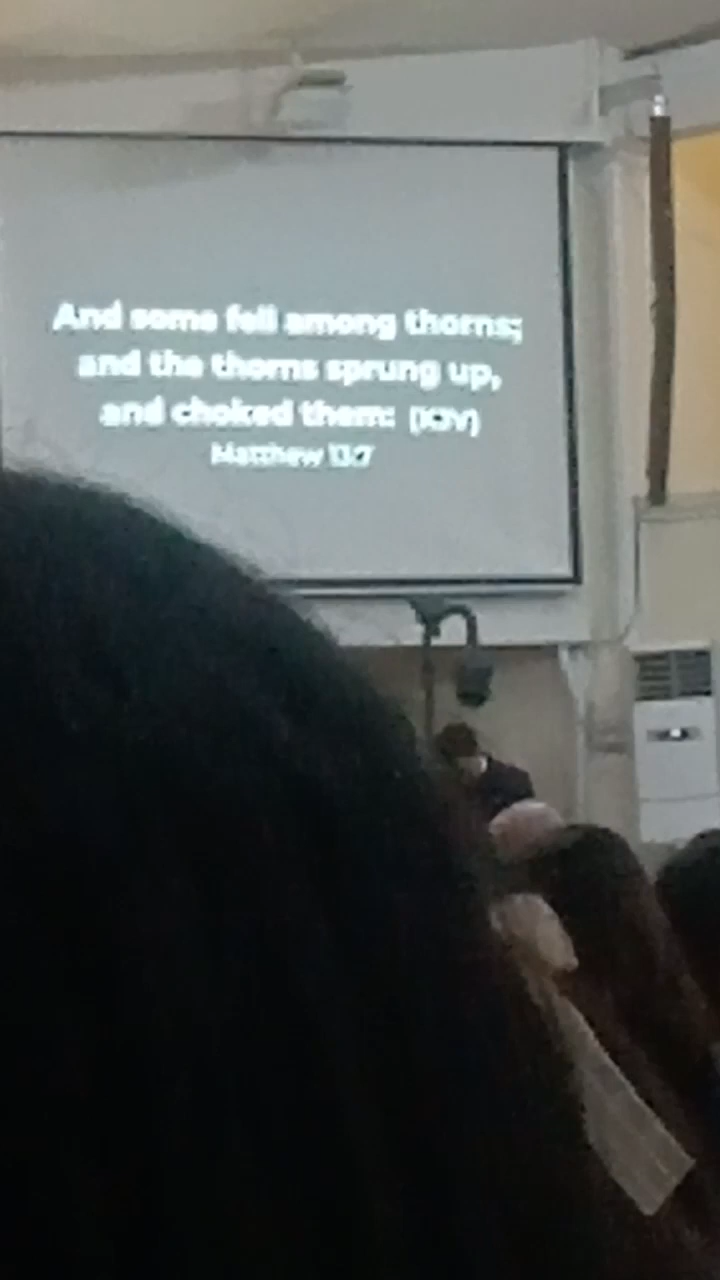 And some fell among thorns;
and the thorns sprung up,
and choked them: (KJV)
Matthew 13:7